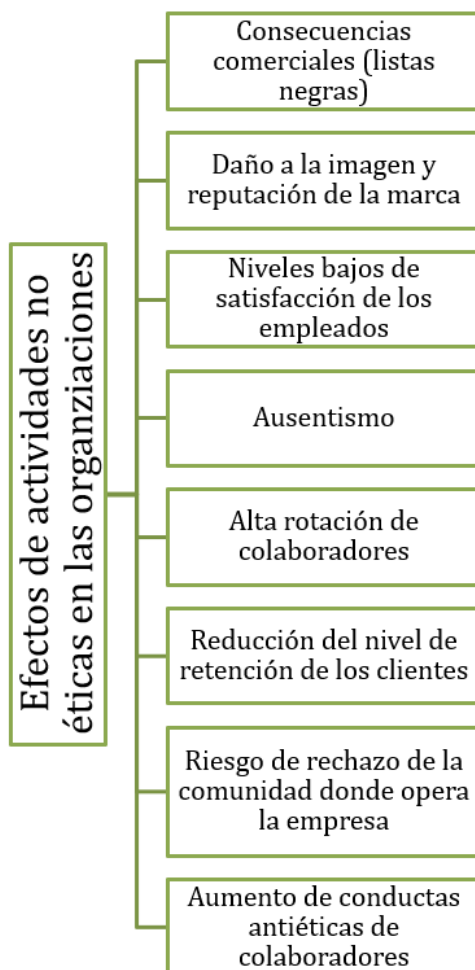 Efectos de actividades no
éticas en las organziaciones
Consecuencias
comerciales (listas
negras)
Daño a la imagen y
reputación de la marca
Niveles bajos de
satisfacción de los
empleados
Ausentismo
Alta rotación de
colaboradores
Reducción del nivel de
retención de los clientes
Riesgo de rechazo de la
comunidad donde opera
la empresa
Aumento de conductas
antiéticas de
colaboradores